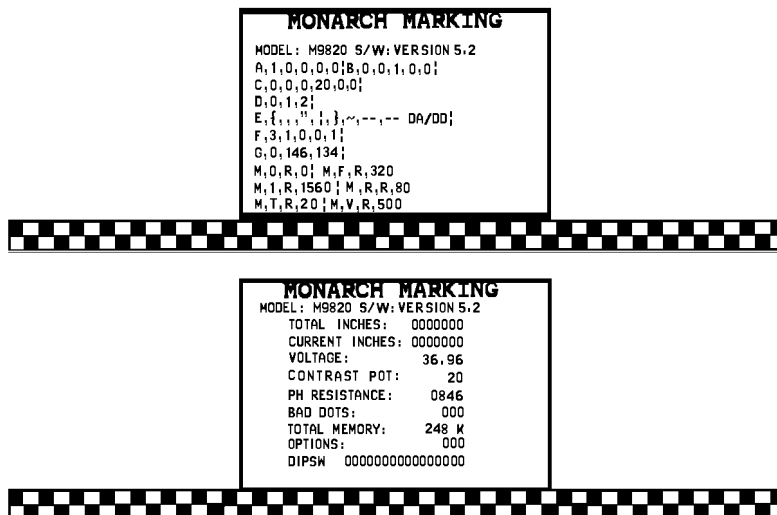 MONARCH MARKING
MODEL: M9820 S/W: VERSION 5.2
A,1,0,0,0,0¦B,0,0,1,0,0¦
C,0,0,0,20,0,0¦
D,0,1,2¦
E,{,,,",¦,},~,--,-- DA/DD¦
F,3,1,0,0,1¦
G,0,146,134¦
M,0,R,0¦ M,F,R,320
M,1,R,1560¦ M,R,R,80
M,T,R,20¦M,V,R,500
MONARCH MARKING
MODEL: M9820 S/W: VERSION 5.2
TOTAL INCHES: 0000000
CURRENT INCHES: 0000000
VOLTAGE: 36.96
CONTRAST POT: 20
PH RESISTANCE: 0846
BAD DOTS: 000
TOTAL MEMORY: 248 K
OPTIONS: 000
DIPSW 0000000000000000